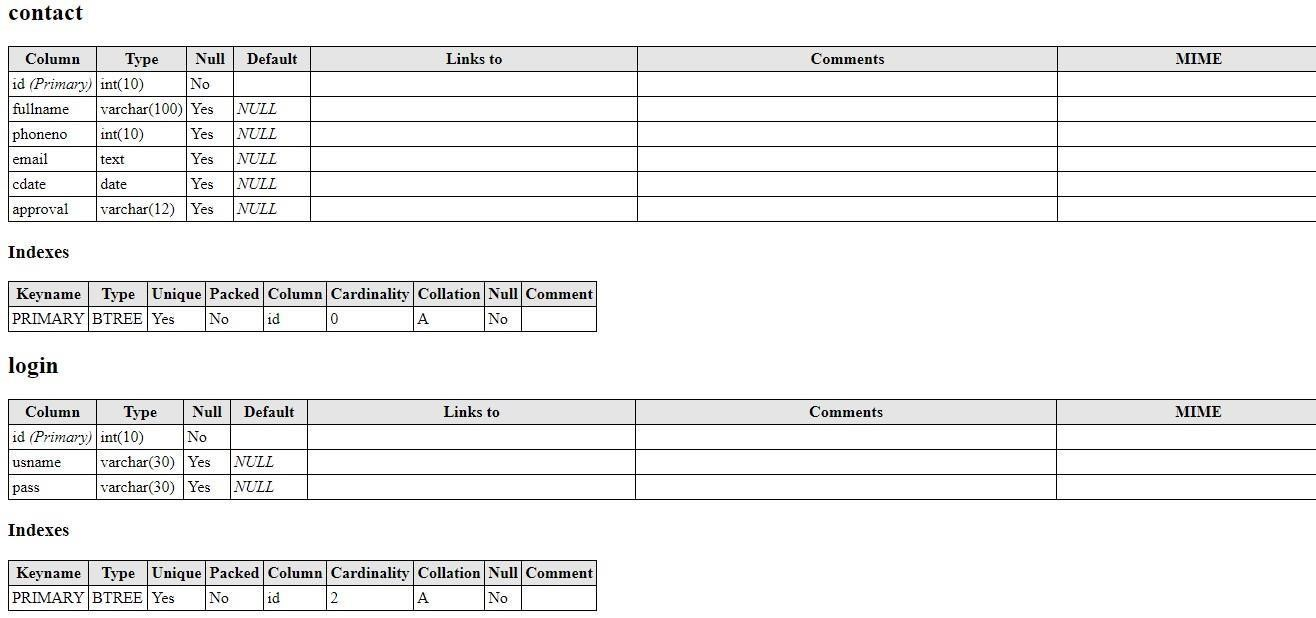 contact
Column Type Null Default Links to Comments MIME
id (Primary) int(10) No
fullname varchar(100) Yes NULL
phoneno int(10) Yes NULL
email text Yes NULL
cdate date Yes NULL
approval varchar(12) Yes NULL
Indexes
Keyname Type Unique Packed Column Cardinality Collation Null Comment
PRIMARY BTREE Yes No id 0 A No
login
Column Type Null Default Links to Comments MIME
id (Primary) int(10) No
usname varchar(30) Yes NULL
pass varchar(30) Yes NULL
Indexes
Keyname Type Unique Packed Column Cardinality Collation Null Comment
PRIMARY BTREE Yes No id 2 A No